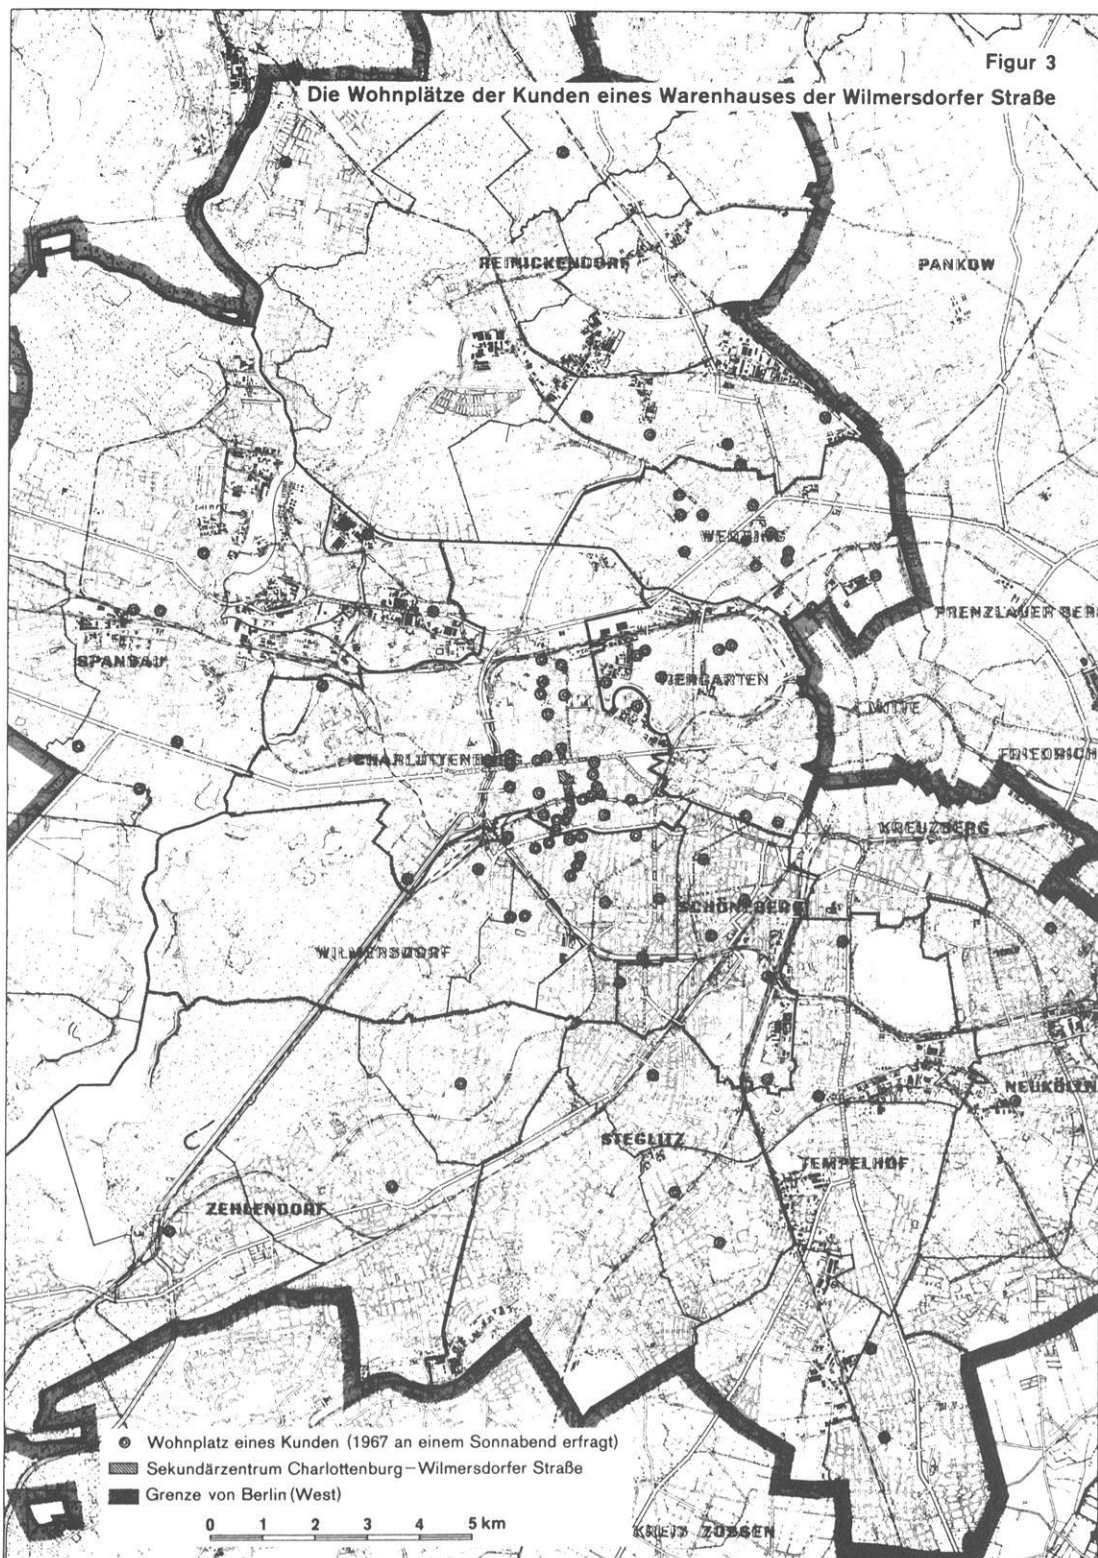 Figur 3
Die Wohnplätze der Kunden eines Warenhauses der Wilmersdorfer Straße
REINICKENDORF
PANKOW
WEDDING
PRENZLAUER BERG
SPANDAU
TIERGARTEN
MITTE
CHARLOTTENBURG
FRIEDRICH
KREUZBERG
SCHÖNEBERG
WILMERSDORF
NEUKÖLLN
STEGLITZ
TEMPELHOF
ZEHLENDORF
Wohnplatz eines Kunden (1967 an einem Sonnabend erfragt)
Sekundärzentrum Charlottenburg–Wilmersdorfer Straße
Grenze von Berlin (West)
0 1 2 3 4 5 km
KREIS ZOSSEN